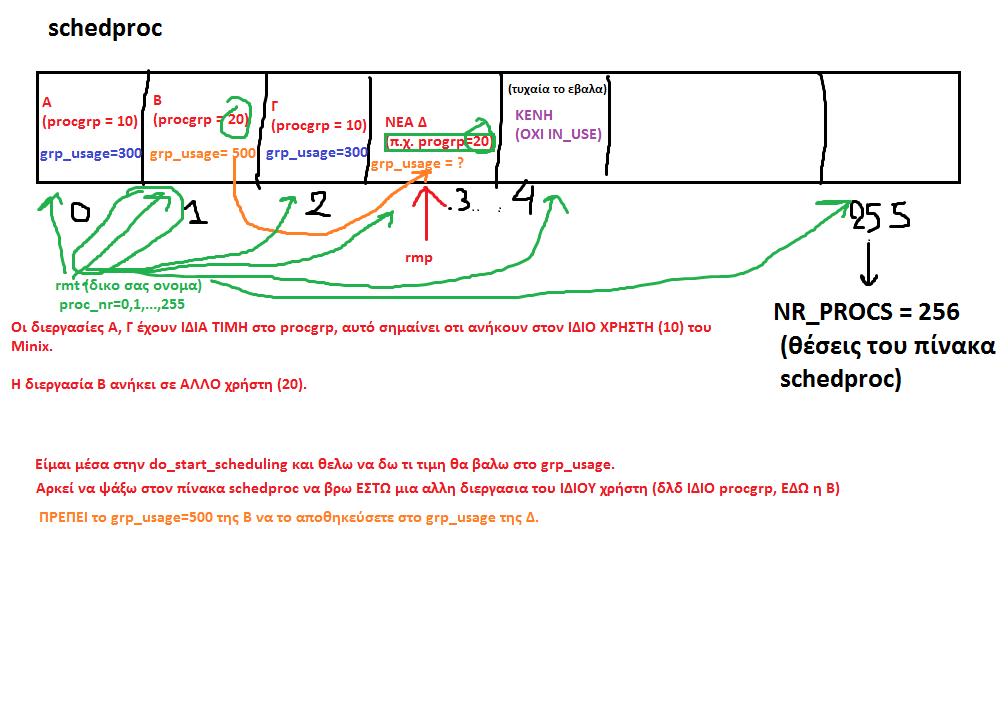 schedproc
(τυχαία το εβαλα)
Α
(procgrp = 10)
grp_usage=300
Β
(procgrp = 20)
grp_usage= 500
Γ
(procgrp = 10)
grp_usage=300
ΝΕΑ Δ
π.χ. progrp=20
grp_usage = ?
ΚΕΝΗ
(ΟΧΙ IN_USE)
0 1 2 .3.. . 4 255
rmp
rmt (δικο σας ονομα)
proc_nr=0,1,...,255
NR_PROCS = 256
(θέσεις του πίνακα
schedproc)
Οι διεργασίες Α, Γ έχουν ΙΔΙΑ ΤΙΜΗ στο procgrp, αυτό σημαίνει οτι ανήκουν στον ΙΔΙΟ ΧΡΗΣΤΗ (10) του
Minix.
Η διεργασία Β ανήκει σε ΑΛΛΟ χρήστη (20).
Είμαι μέσα στην do_start_scheduling και θελω να δω τι τιμη θα βαλω στο grp_usage.
Αρκεί να ψάξω στον πίνακα schedproc να βρω ΕΣΤΩ μια αλλη διεργασια του ΙΔΙΟΥ χρήστη (δλδ ΙΔΙΟ procgrp, ΕΔΩ η Β)
ΠΡΕΠΕΙ το grp_usage=500 της Β να το αποθηκεύσετε στο grp_usage της Δ.